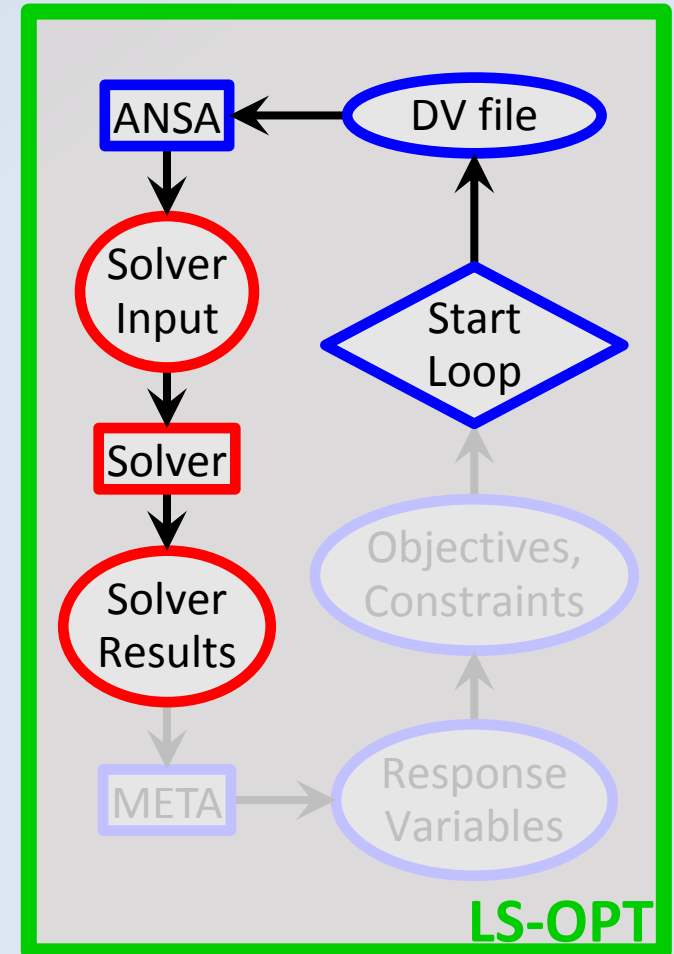 ANSA
DV file
Solver
Input
Start
Loop
Solver
Objectives,
Constraints
Solver
Results
META
Response
Variables
LS-OPT